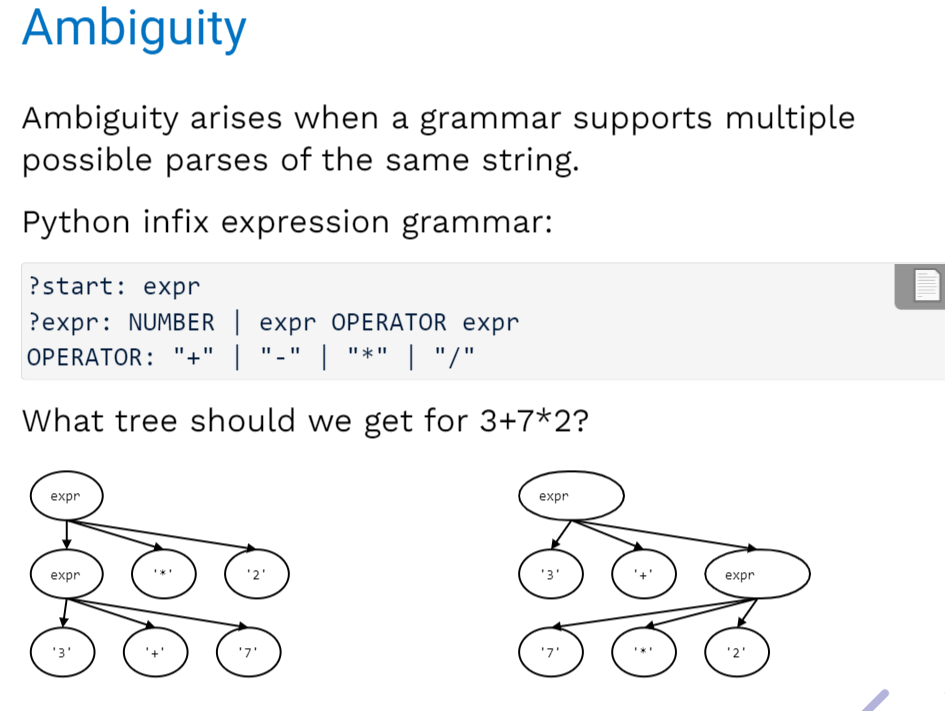 Ambiguity
Ambiguity arises when a grammar supports multiple
possible parses of the same string.
Python infix expression grammar:
?start: expr
?expr: NUMBER | expr OPERATOR expr
OPERATOR: "+" | "-" | "*" | "/"
What tree should we get for 3+7*2?
expr
expr
expr '*' '2'
'3' '+' expr
'3' '+' '7'
'7' '*' '2'